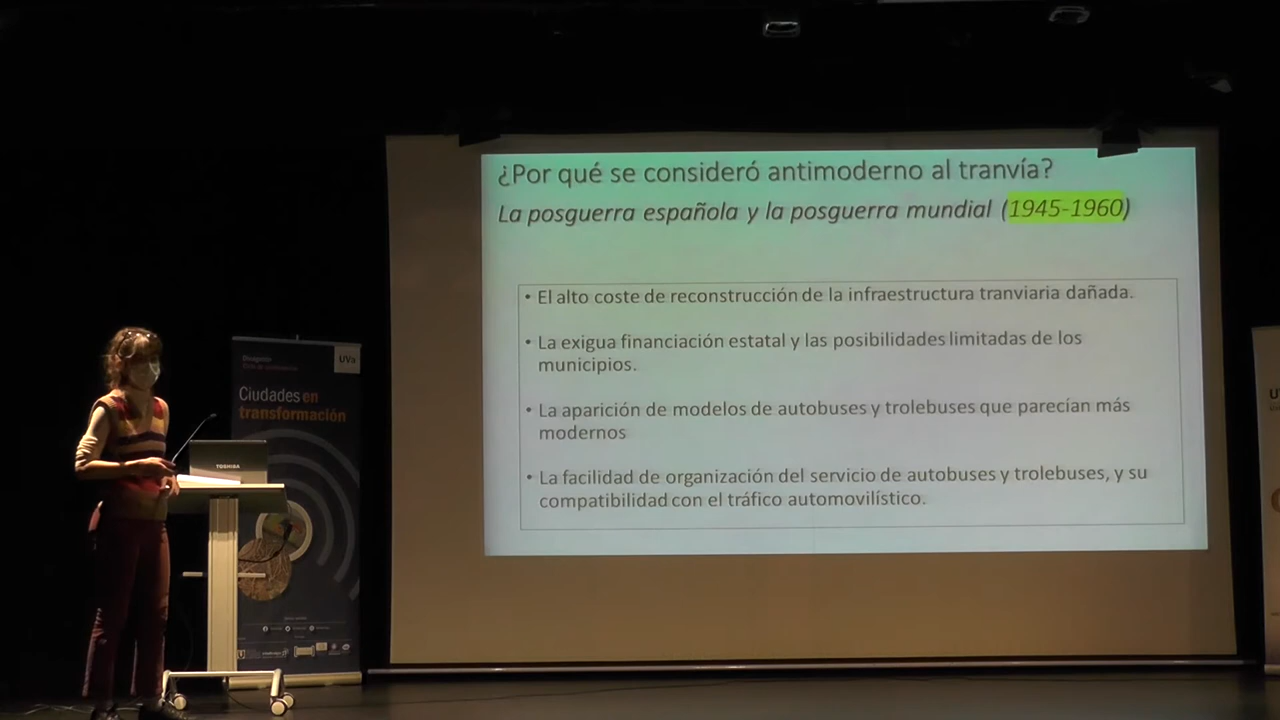 ¿Por qué se consideró antimoderno al tranvía?
La posguerra española y la posguerra mundial (1945-1960)
• El alto coste de reconstrucción de la infraestructura tranviaria dañada.
• La exigua financiación estatal y las posibilidades limitadas de los
municipios.
• La aparición de modelos de autobuses y trolebuses que parecían más
modernos
• La facilidad de organización del servicio de autobuses y trolebuses, y su
compatibilidad con el tráfico automovilístico.
UVa
Ciudades en
transformación
TOSHIBA